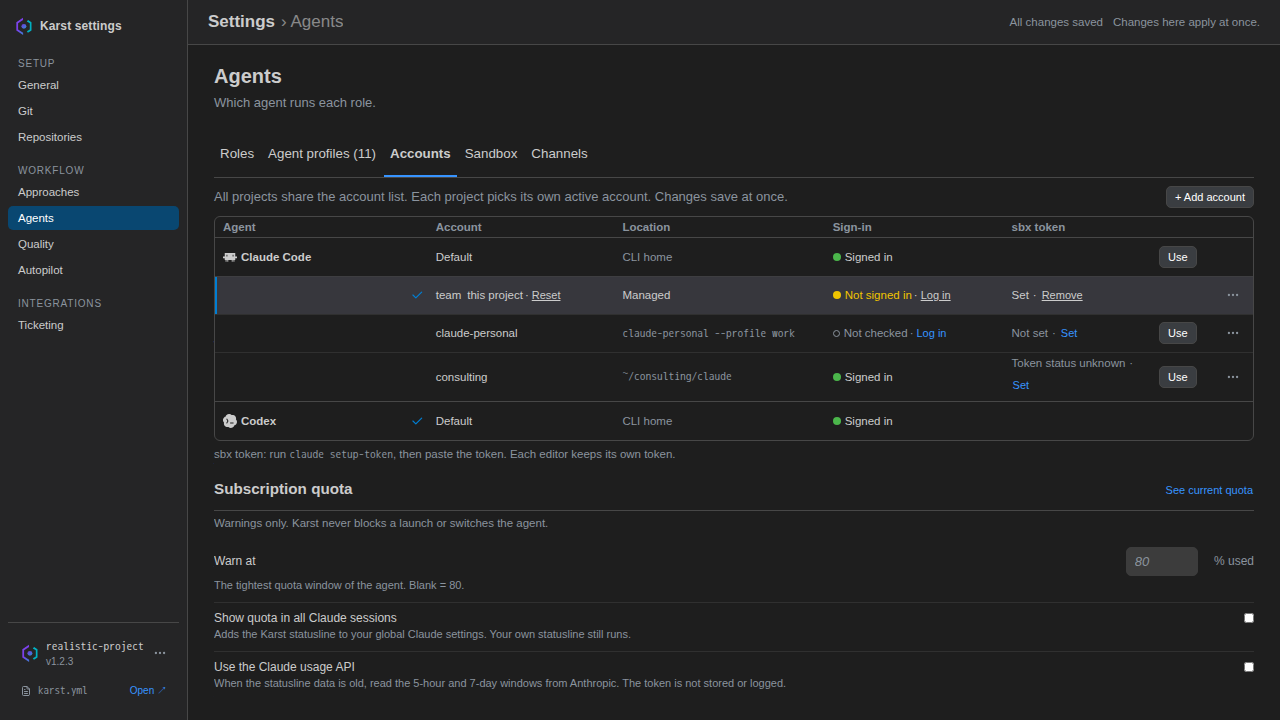 Karst settings
Settings › Agents
All changes saved Changes here apply at once.
SETUP
General
Git
Repositories
WORKFLOW
Approaches
Agents
Quality
Autopilot
INTEGRATIONS
Ticketing
realistic-project
v1.2.3
karst.yml Open ↗
Agents
Which agent runs each role.
Roles Agent profiles (11) Accounts Sandbox Channels
All projects share the account list. Each project picks its own active account. Changes save at once.
+ Add account
Agent Account Location Sign-in sbx token
Claude Code Default CLI home Signed in Use
team this project · Reset Managed Not signed in · Log in Set · Remove ···
claude-personal claude-personal --profile work Not checked · Log in Not set · Set Use ···
consulting ~/consulting/claude Signed in Token status unknown · Set Use ···
Codex Default CLI home Signed in
sbx token: run claude setup-token, then paste the token. Each editor keeps its own token.
Subscription quota See current quota
Warnings only. Karst never blocks a launch or switches the agent.
Warn at 80 % used
The tightest quota window of the agent. Blank = 80.
Show quota in all Claude sessions
Adds the Karst statusline to your global Claude settings. Your own statusline still runs.
Use the Claude usage API
When the statusline data is old, read the 5-hour and 7-day windows from Anthropic. The token is not stored or logged.